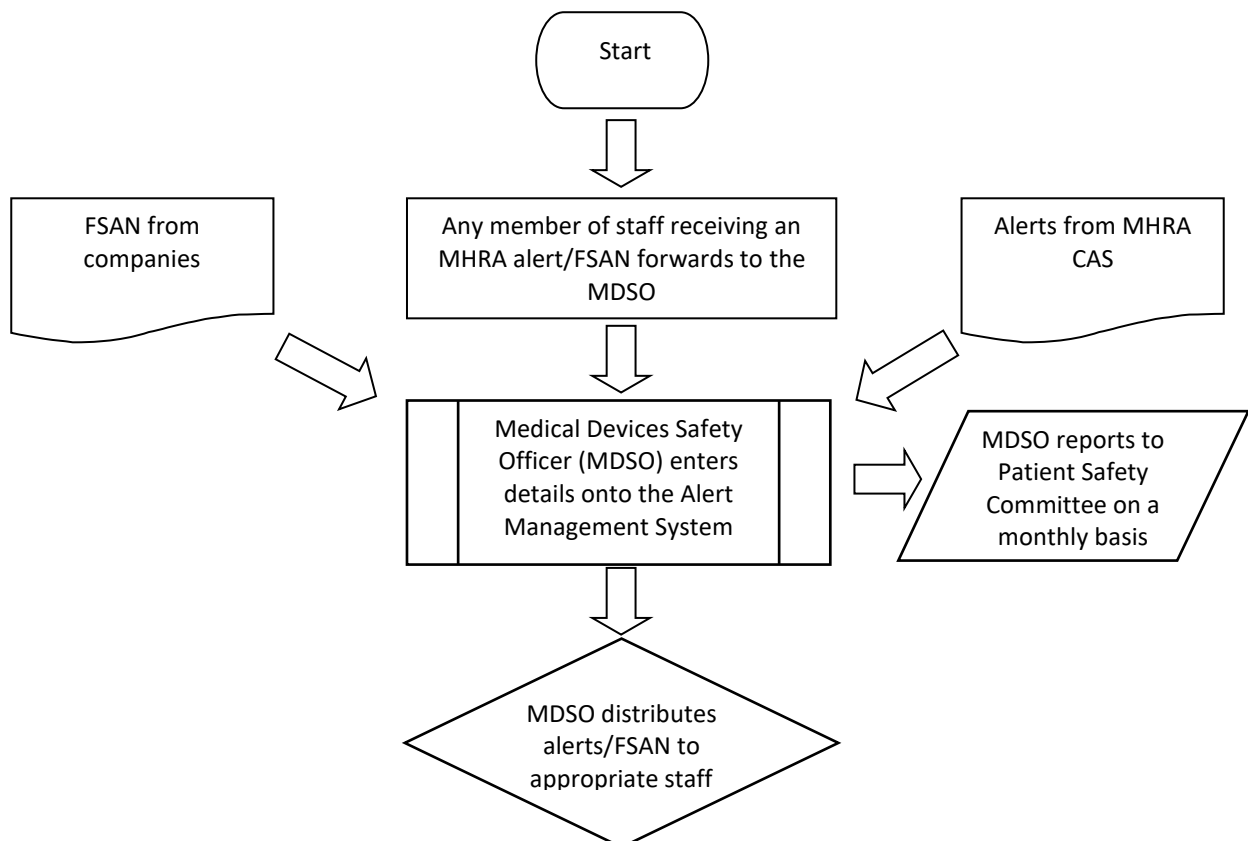 Start
FSAN from
companies
Any member of staff receiving an
MHRA alert/FSAN forwards to the
MDSO
Alerts from MHRA
CAS
Medical Devices Safety
Officer (MDSO) enters
details onto the Alert
Management System
MDSO reports to
Patient Safety
Committee on a
monthly basis
MDSO distributes
alerts/FSAN to
appropriate staff